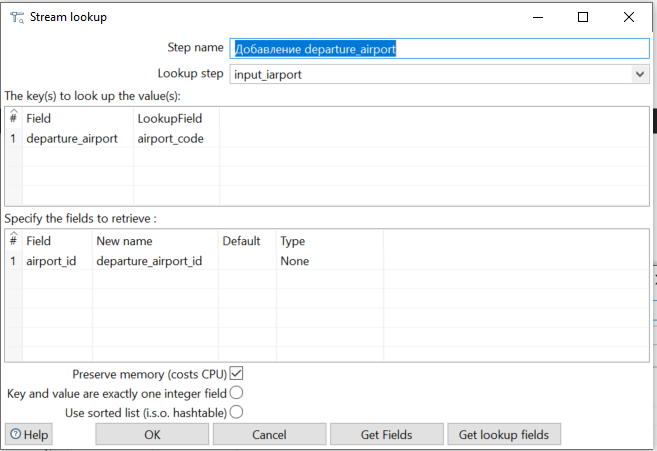 Stream lookup
Step name Добавление departure_airport
Lookup step input_iarport
The key(s) to look up the value(s):
# Field LookupField
1 departure_airport airport_code
Specify the fields to retrieve :
# Field New name Default Type
1 airport_id departure_airport_id None
Preserve memory (costs CPU)
Key and value are exactly one integer field
Use sorted list (i.s.o. hashtable)
Help OK Cancel Get Fields Get lookup fields